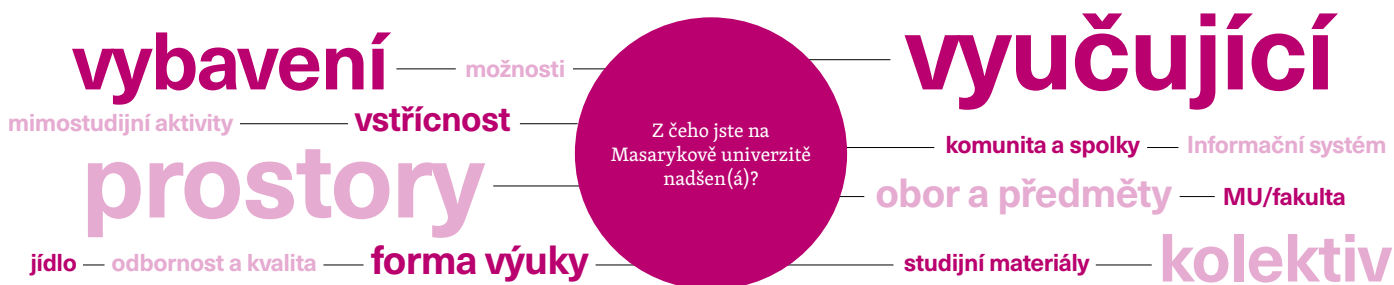 vybavení
možnosti
mimostudijní aktivity
vstřícnost
prostory
jídlo
odbornost a kvalita
forma výuky
Z čeho jste na
Masarykově univerzitě
nadšen(á)?
vyučující
komunita a spolky
Informační systém
obor a předměty
MU/fakulta
studijní materiály
kolektiv